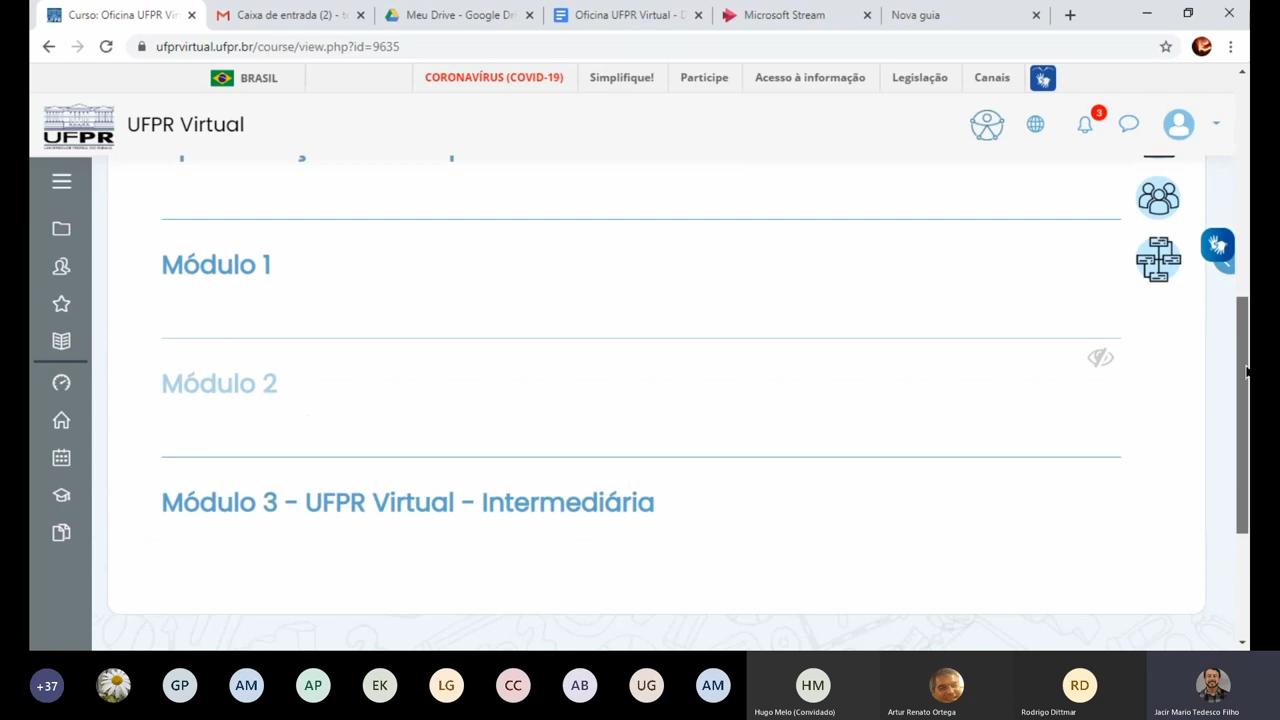 Curso: Oficina UFPR Vir
Caixa de entrada (2) - t
Meu Drive - Google Dr
Oficina UFPR Virtual - D
Microsoft Stream
Nova guia
ufprvirtual.ufpr.br/course/view.php?id=9635
BRASIL
CORONAVÍRUS (COVID-19)
Simplifique!
Participe
Acesso à informação
Legislação
Canais
UFPR
UFPR Virtual
3
Módulo 1
Módulo 2
Módulo 3 - UFPR Virtual - Intermediária
+37
GP
AM
AP
EK
LG
CC
AB
UG
AM
HM
RD
Hugo Melo (Convidado)
Artur Renato Ortega
Rodrigo Dittmar
Jacir Mario Tedesco Filho